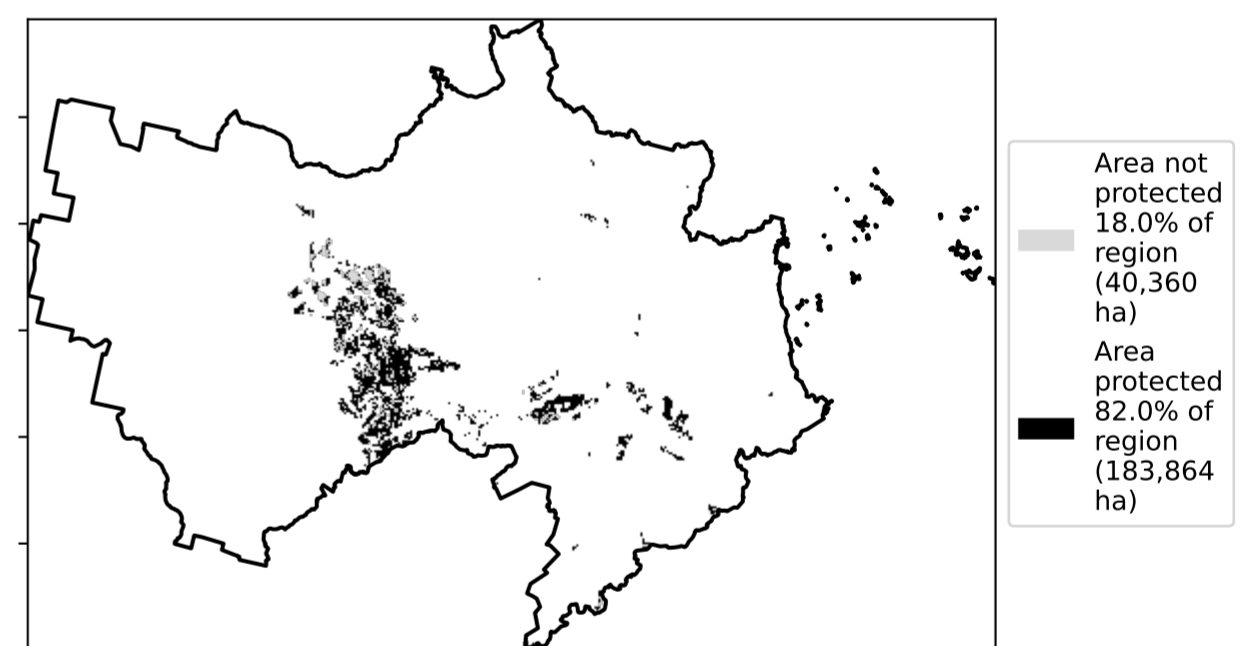 Area not
protected
18.0% of
region
(40,360
ha)
Area
protected
82.0% of
region
(183,864
ha)